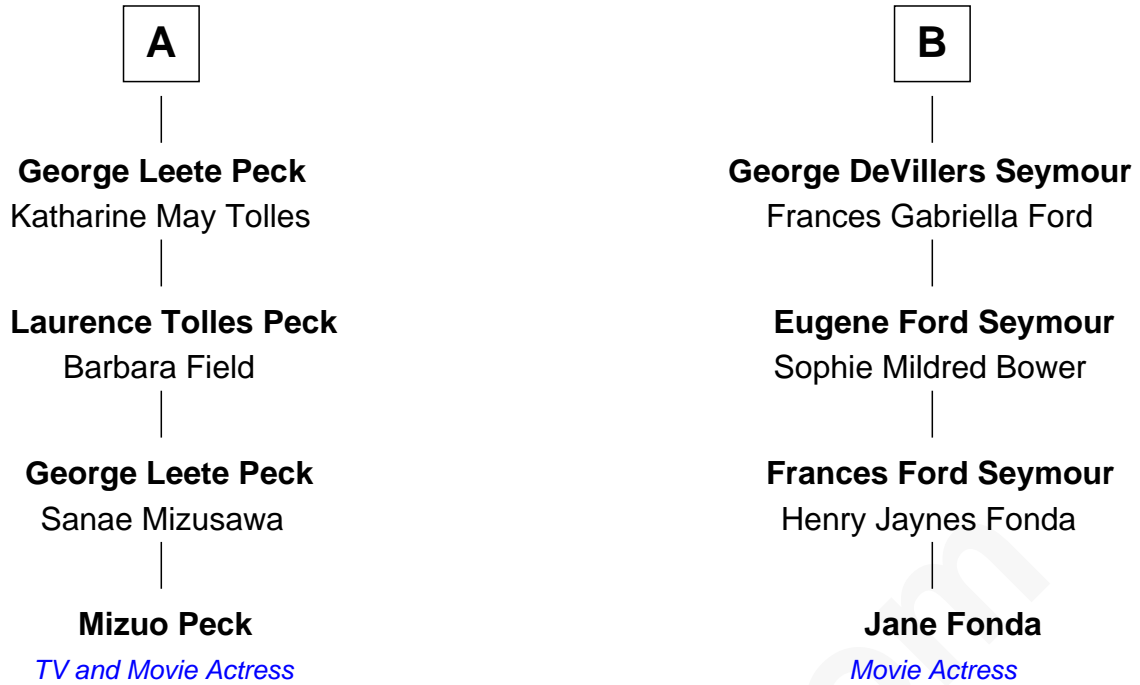 A
George Leete Peck
Katharine May Tolles
Laurence Tolles Peck
Barbara Field
George Leete Peck
Sanae Mizusawa
Mizuo Peck
TV and Movie Actress
B
George DeVillers Seymour
Frances Gabriella Ford
Eugene Ford Seymour
Sophie Mildred Bower
Frances Ford Seymour
Henry Jaynes Fonda
Jane Fonda
Movie Actress